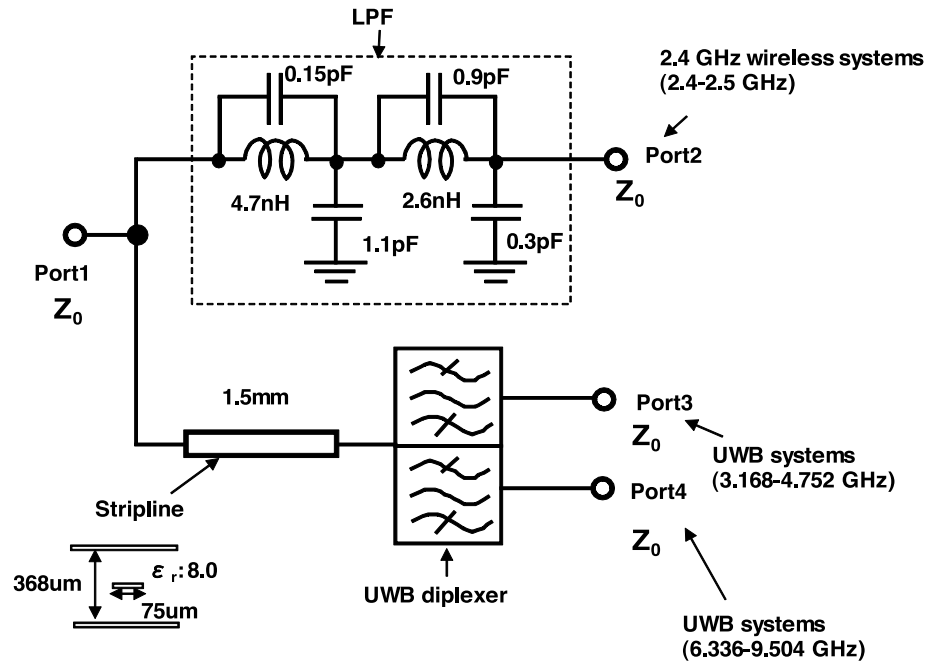 LPF
0.15pF
0.9pF
2.4 GHz wireless systems
(2.4-2.5 GHz)
4.7nH
2.6nH
Port2
Z0
1.1pF
0.3pF
Port1
Z0
1.5mm
Port3
Z0
UWB systems
(3.168-4.752 GHz)
Port4
Z0
Stripline
368um
ε r:8.0
75um
UWB diplexer
UWB systems
(6.336-9.504 GHz)